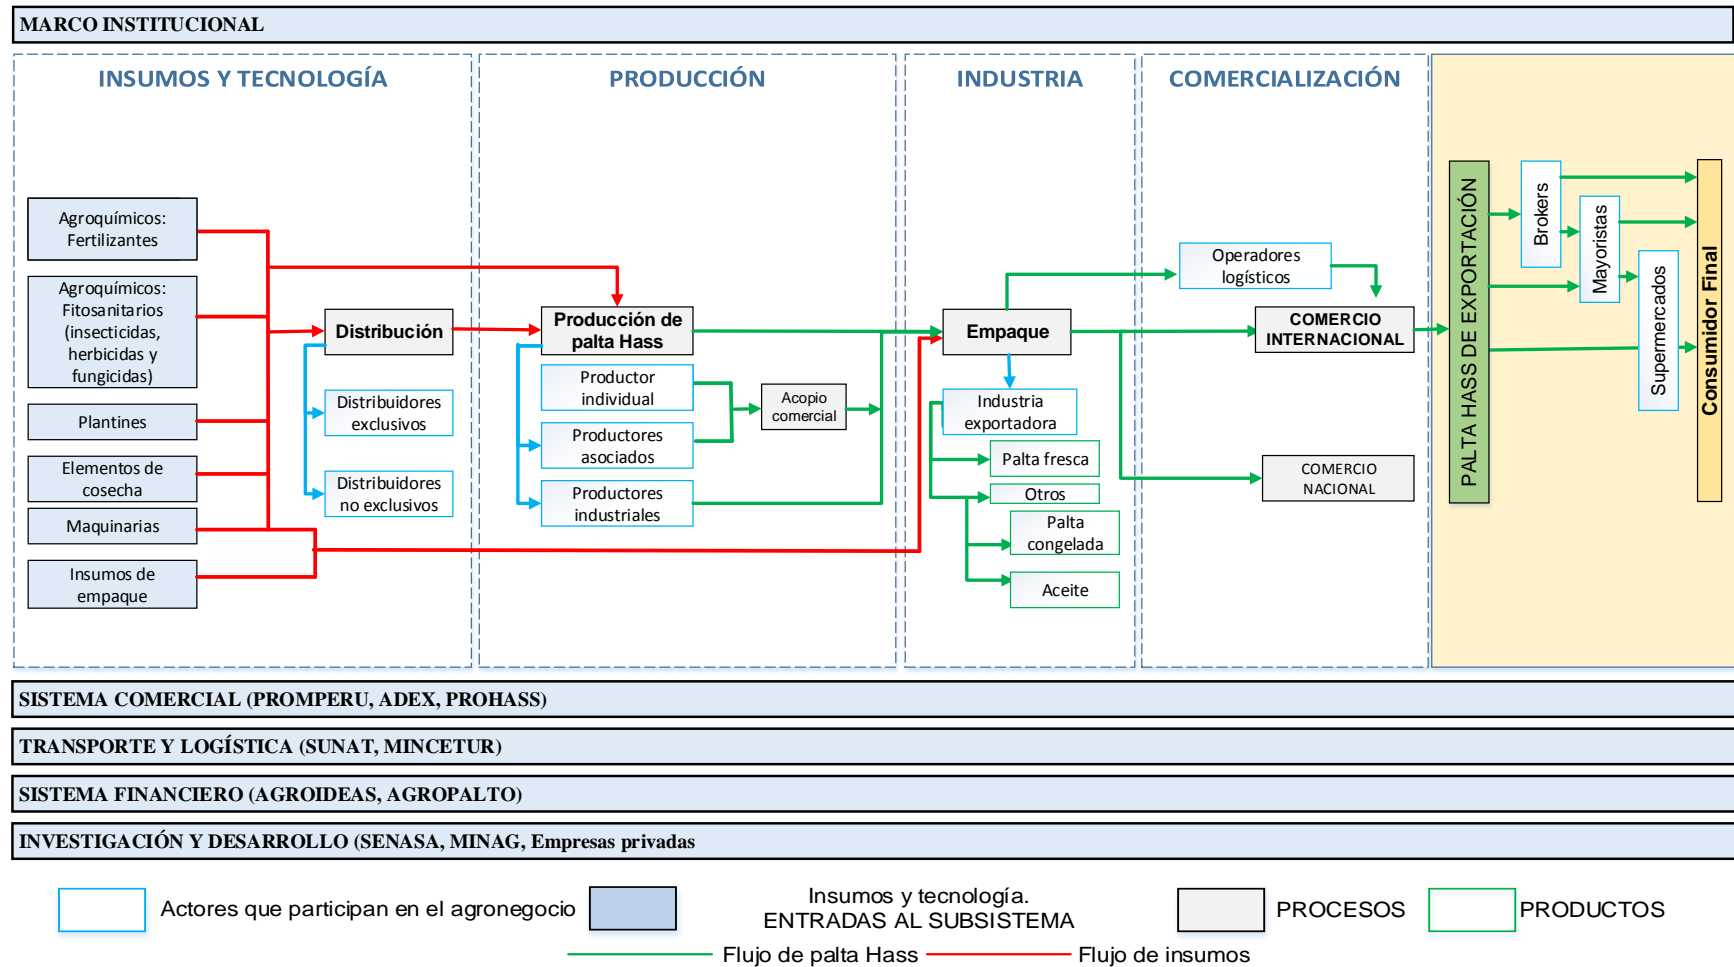 MARCO INSTITUCIONAL
INSUMOS Y TECNOLOGÍA
PRODUCCIÓN
INDUSTRIA
COMERCIALIZACIÓN
Agroquímicos:
Fertilizantes
Agroquímicos:
Fitosanitarios
(insecticidas,
herbicidas y
fungicidas)
Plantines
Elementos de
cosecha
Maquinarias
Insumos de
empaque
Distribución
Distribuidores
exclusivos
Distribuidores
no exclusivos
Producción de
palta Hass
Productor
individual
Productores
asociados
Productores
industriales
Acopio
comercial
Empaque
Industria
exportadora
Palta fresca
Otros
Palta
congelada
Aceite
Operadores
logísticos
COMERCIO
INTERNACIONAL
COMERCIO
NACIONAL
PALTA HASS DE EXPORTACIÓN
Brokers
Mayoristas
Supermercados
Consumidor Final
SISTEMA COMERCIAL (PROMPERU, ADEX, PROHASS)
TRANSPORTE Y LOGÍSTICA (SUNAT, MINCETUR)
SISTEMA FINANCIERO (AGROIDEAS, AGROPALTO)
INVESTIGACIÓN Y DESARROLLO (SENASA, MINAG, Empresas privadas
Actores que participan en el agronegocio
Insumos y tecnología.
ENTRADAS AL SUBSISTEMA
PROCESOS
PRODUCTOS
Flujo de palta Hass
Flujo de insumos